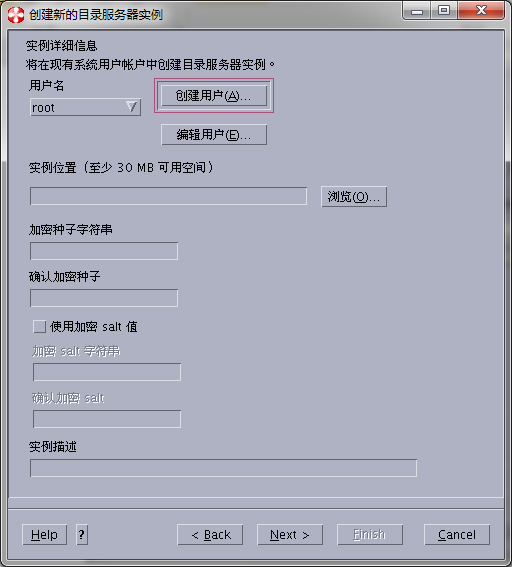 创建新的目录服务器实例
实例详细信息
将在现有系统用户帐户中创建目录服务器实例。
用户名
root
创建用户(A)...
编辑用户(E)...
实例位置（至少 30 MB 可用空间）
浏览(O)...
加密种子字符串
确认加密种子
使用加密 salt 值
加密 salt 字符串
确认加密 salt
实例描述
Help ? < Back Next > Finish Cancel